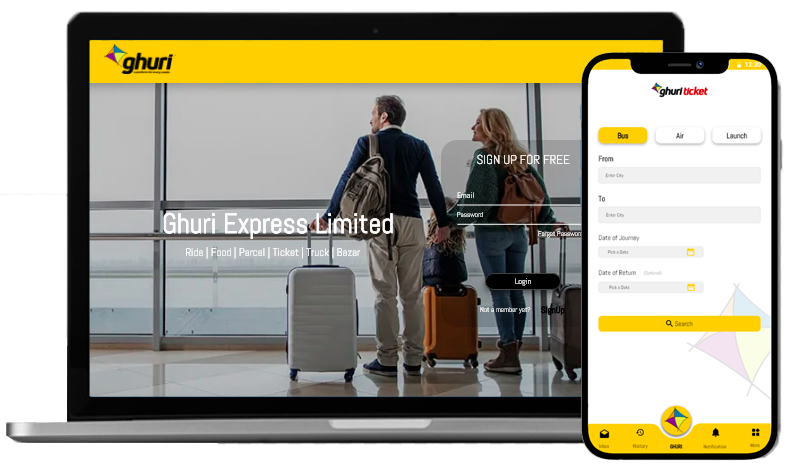 ghuri
Ghuri Express Limited
Ride | Food | Parcel | Ticket | Truck | Bazar
SIGN UP FOR FREE
Email
Password
Forgot Password
Login
Not a member yet? SignUp
13:30
ghuri ticket
Bus Air Launch
From
Enter City
To
Enter City
Date of Journey
Pick a Date
Date of Return (Optional)
Pick a Date
Search
Inbox History GHURI Notification More